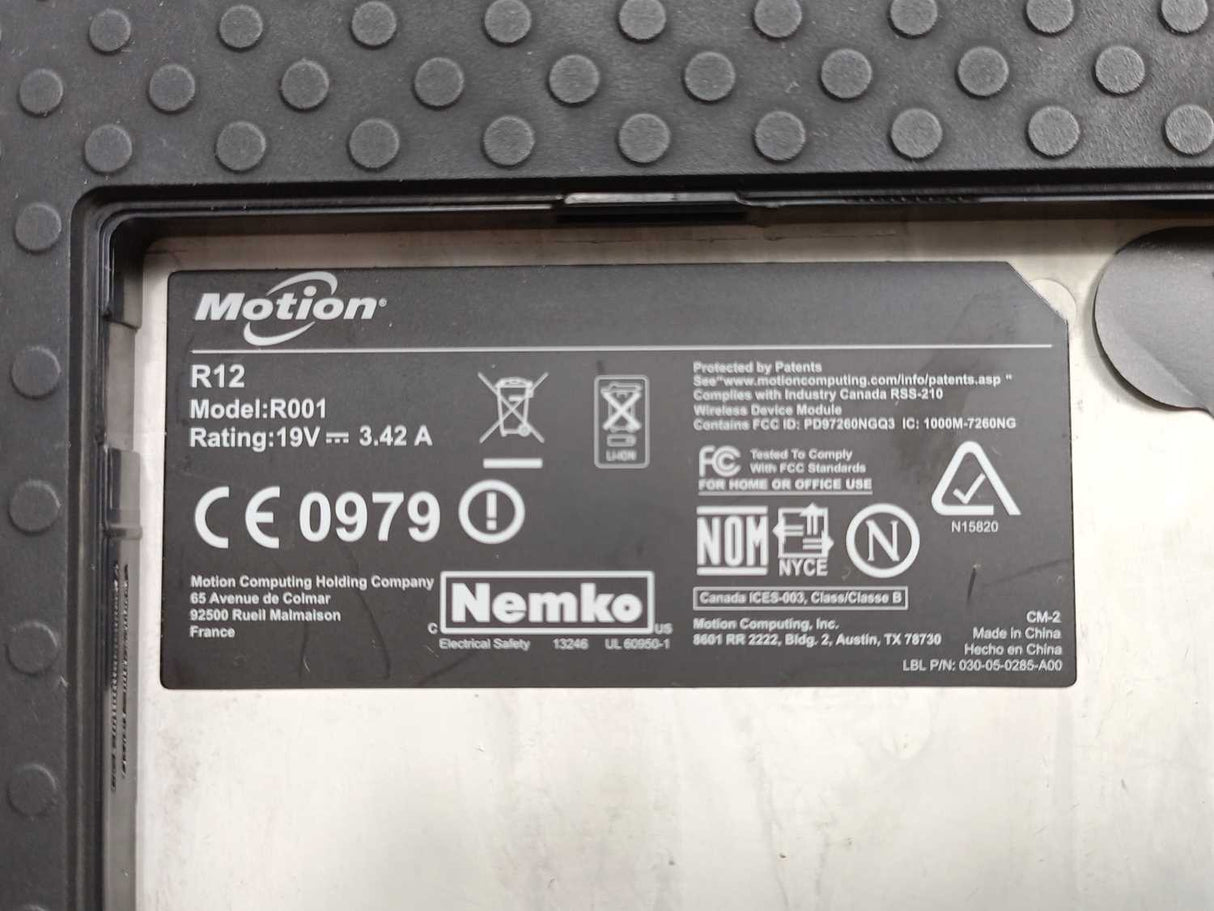 Motion®
R12
Model:R001
Rating:19V⎓ 3.42 A
LI-ION
CE 0979
Motion Computing Holding Company
65 Avenue de Colmar
92500 Rueil Malmaison
France
C Nemko US
Electrical Safety 13246 UL 60950-1
Protected by Patents
See"www.motioncomputing.com/info/patents.asp "
Complies with Industry Canada RSS-210
Wireless Device Module
Contains FCC ID: PD97260NGQ3 IC: 1000M-7260NG
FC Tested To Comply
With FCC Standards
FOR HOME OR OFFICE USE
N15820
NOM
NYCE
N
Canada ICES-003, Class/Classe B
Motion Computing, Inc.
8601 RR 2222, Bldg. 2, Austin, TX 78730
CM-2
Made in China
Hecho en China
LBL P/N: 030-05-0285-A00